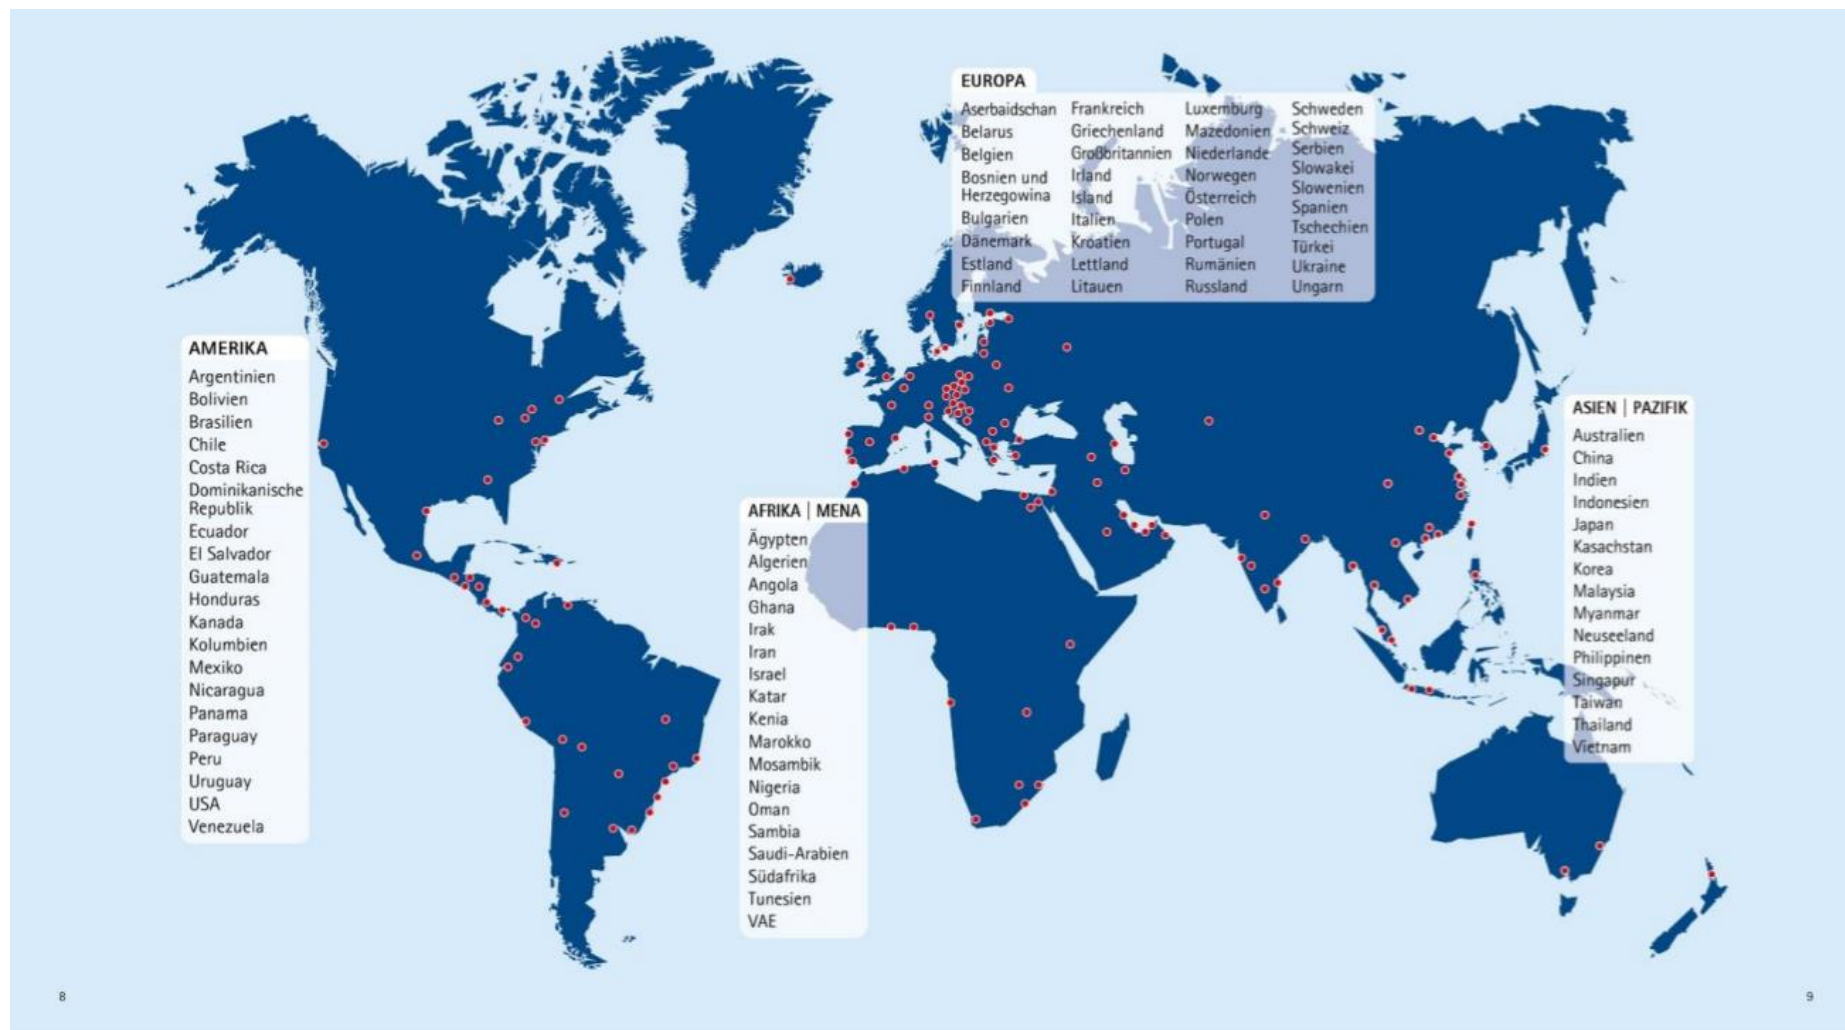 EUROPA
Aserbaidschan
Belarus
Belgien
Bosnien und
Herzegowina
Bulgarien
Dänemark
Estland
Finnland
Frankreich
Griechenland
Großbritannien
Irland
Island
Italien
Kroatien
Lettland
Litauen
Luxemburg
Mazedonien
Niederlande
Norwegen
Österreich
Polen
Portugal
Rumänien
Russland
Schweden
Schweiz
Serbien
Slowakei
Slowenien
Spanien
Tschechien
Türkei
Ukraine
Ungarn
AMERIKA
Argentinien
Bolivien
Brasilien
Chile
Costa Rica
Dominikanische
Republik
Ecuador
El Salvador
Guatemala
Honduras
Kanada
Kolumbien
Mexiko
Nicaragua
Panama
Paraguay
Peru
Uruguay
USA
Venezuela
AFRIKA | MENA
Ägypten
Algerien
Angola
Ghana
Irak
Iran
Israel
Katar
Kenia
Marokko
Mosambik
Nigeria
Oman
Sambia
Saudi-Arabien
Südafrika
Tunesien
VAE
ASIEN | PAZIFIK
Australien
China
Indien
Indonesien
Japan
Kasachstan
Korea
Malaysia
Myanmar
Neuseeland
Philippinen
Singapur
Taiwan
Thailand
Vietnam
8
9